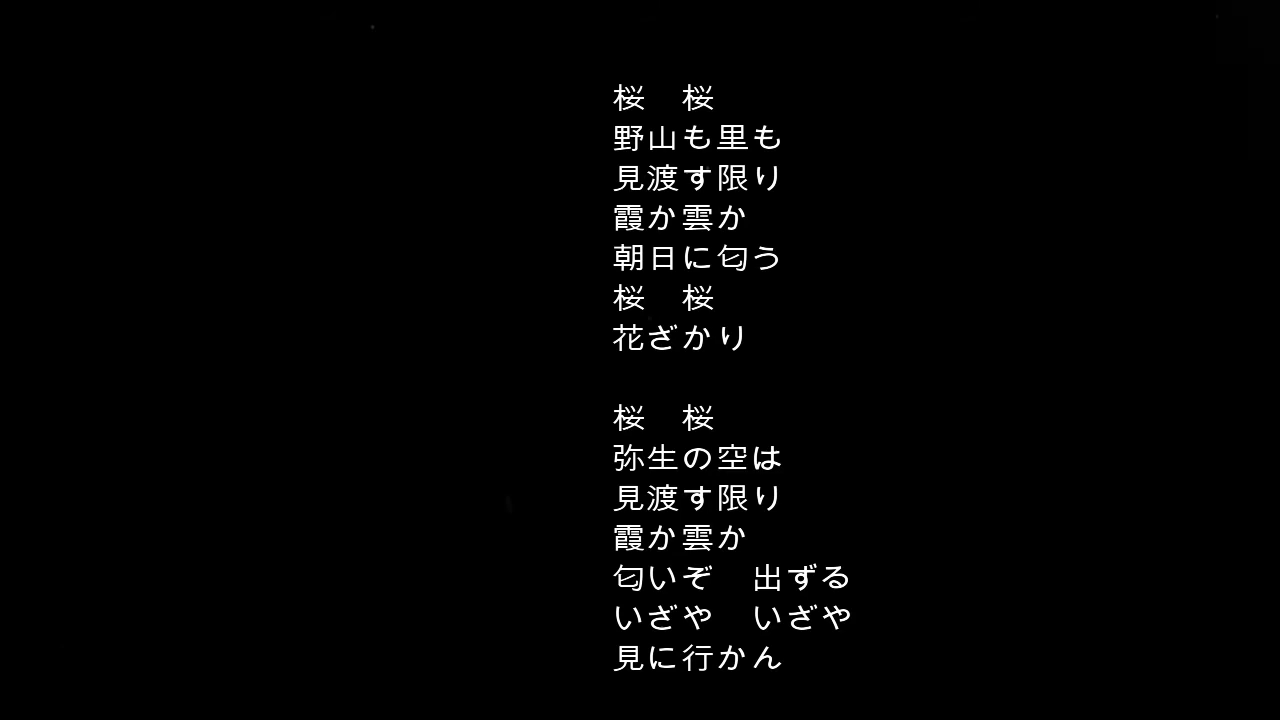 桜　桜
野山も里も
見渡す限り
霞か雲か
朝日に匂う
桜　桜
花ざかり

桜　桜
弥生の空は
見渡す限り
霞か雲か
匂いぞ　出ずる
いざや　いざや
見に行かん